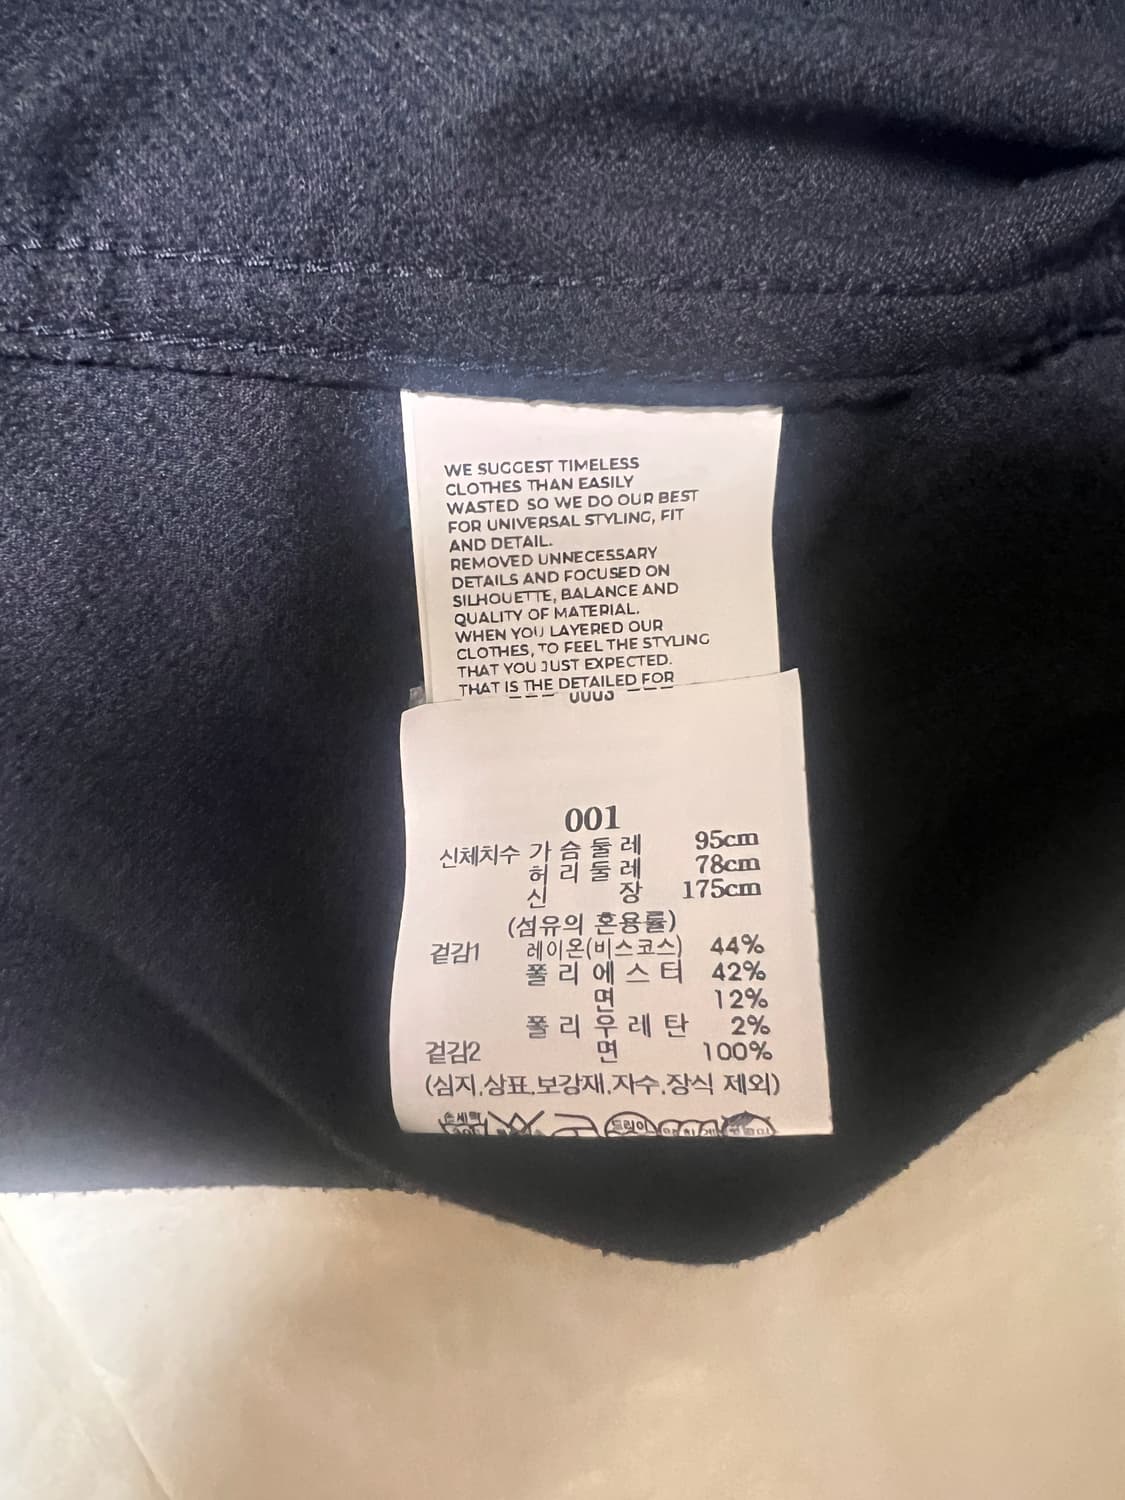 WE SUGGEST TIMELESS
CLOTHES THAN EASILY
WASTED SO WE DO OUR BEST
FOR UNIVERSAL STYLING, FIT
AND DETAIL.
REMOVED UNNECESSARY
DETAILS AND FOCUSED ON
SILHOUETTE, BALANCE AND
QUALITY OF MATERIAL.
WHEN YOU LAYERED OUR
CLOTHES, TO FEEL THE STYLING
THAT YOU JUST EXPECTED.
THAT IS THE DETAILED FOR
001
신체치수 가슴둘레 95cm
허리둘레 78cm
신장 175cm
(섬유의 혼용률)
겉감1 레이온(비스코스) 44%
폴리에스터 42%
면 12%
폴리우레탄 2%
겉감2 면 100%
(심지,상표,보강재,자수,장식 제외)
손세탁 드라이